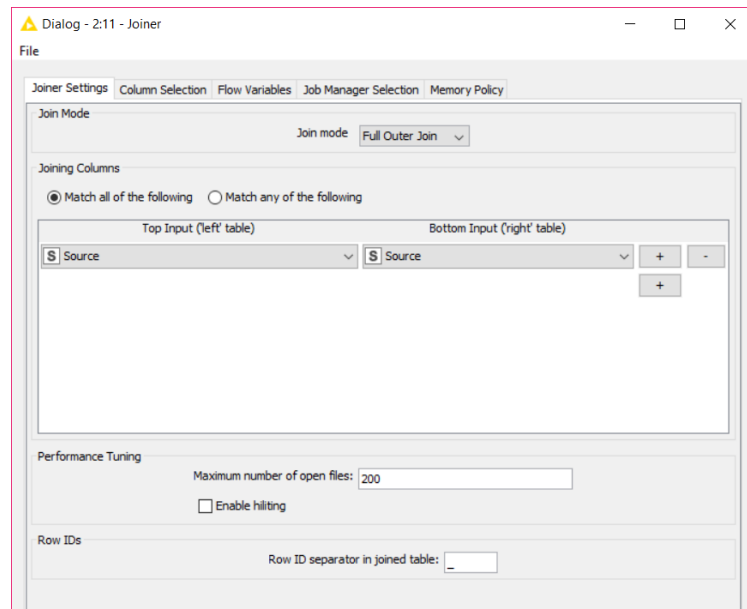 Dialog - 2:11 - Joiner
File
Joiner Settings Column Selection Flow Variables Job Manager Selection Memory Policy
Join Mode
Join mode Full Outer Join
Joining Columns
Match all of the following Match any of the following
Top Input ('left' table) Bottom Input ('right' table)
S Source S Source + -
+
Performance Tuning
Maximum number of open files: 200
Enable hiliting
Row IDs
Row ID separator in joined table: _